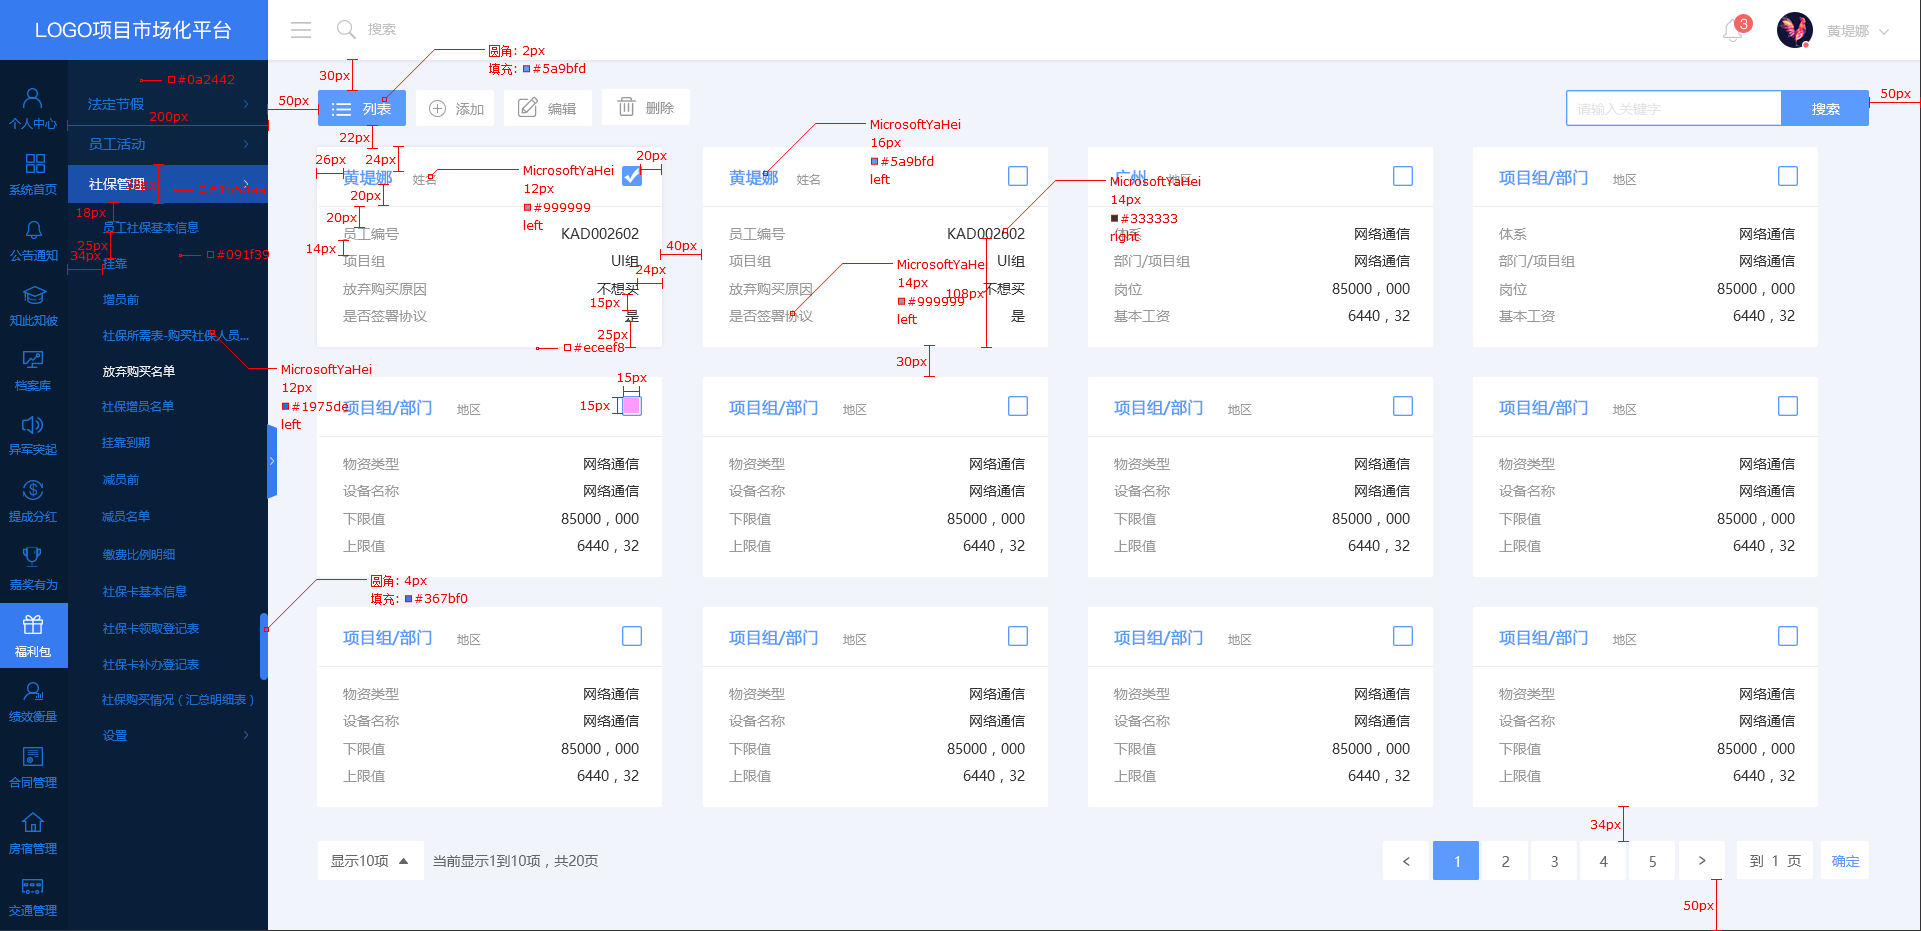 LOGO项目市场化平台
搜索
3
黄堤娜
圆角: 2px
填充: #5a9bfd
30px
50px
50px
#0a2442
法定节假
200px
员工活动
社保管理
18px
员工社保基本信息
25px
#091f39
34px
挂靠
增员前
社保所需表-购买社保人员...
放弃购买名单
社保增员名单
挂靠到期
减员前
减员名单
缴费比例明细
社保卡基本信息
社保卡领取登记表
社保卡补办登记表
社保购买情况（汇总明细表）
设置
个人中心
系统首页
公告通知
知此知彼
档案库
异军突起
提成分红
嘉奖有为
福利包
绩效衡量
合同管理
房宿管理
交通管理
MicrosoftYaHei
12px
#1975de
left
圆角: 4px
填充: #367bf0
列表
添加
编辑
删除
请输入关键字
搜索
22px
26px
24px
20px
黄堤娜
姓名
20px
MicrosoftYaHei
12px
#999999
left
20px
员工编号
KAD002602
14px
项目组
UI组
24px
放弃购买原因
不想买
15px
是否签署协议
是
25px
#eceef8
40px
MicrosoftYaHei
16px
#5a9bfd
left
黄堤娜
姓名
员工编号
KAD002602
项目组
UI组
放弃购买原因
不想买
是否签署协议
是
MicrosoftYaHei
14px
#999999
left
108px
30px
MicrosoftYaHei
14px
#333333
right
广州
地区
体系
网络通信
部门/项目组
网络通信
岗位
85000，000
基本工资
6440，32
项目组/部门
地区
体系
网络通信
部门/项目组
网络通信
岗位
85000，000
基本工资
6440，32
15px
15px
项目组/部门
地区
物资类型
网络通信
设备名称
网络通信
下限值
85000，000
上限值
6440，32
项目组/部门
地区
物资类型
网络通信
设备名称
网络通信
下限值
85000，000
上限值
6440，32
项目组/部门
地区
物资类型
网络通信
设备名称
网络通信
下限值
85000，000
上限值
6440，32
项目组/部门
地区
物资类型
网络通信
设备名称
网络通信
下限值
85000，000
上限值
6440，32
项目组/部门
地区
物资类型
网络通信
设备名称
网络通信
下限值
85000，000
上限值
6440，32
项目组/部门
地区
物资类型
网络通信
设备名称
网络通信
下限值
85000，000
上限值
6440，32
项目组/部门
地区
物资类型
网络通信
设备名称
网络通信
下限值
85000，000
上限值
6440，32
项目组/部门
地区
物资类型
网络通信
设备名称
网络通信
下限值
85000，000
上限值
6440，32
34px
显示10项
当前显示1到10项，共20页
< 1 2 3 4 5 >
到 1 页
确定
50px